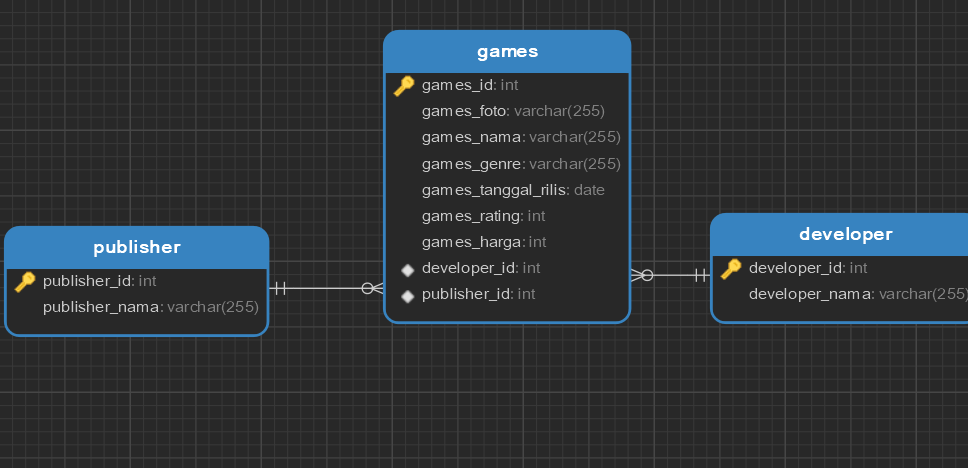 games
games_id: int
games_foto: varchar(255)
games_nama: varchar(255)
games_genre: varchar(255)
games_tanggal_rilis: date
games_rating: int
games_harga: int
developer_id: int
publisher_id: int
publisher
publisher_id: int
publisher_nama: varchar(255)
developer
developer_id: int
developer_nama: varchar(255)